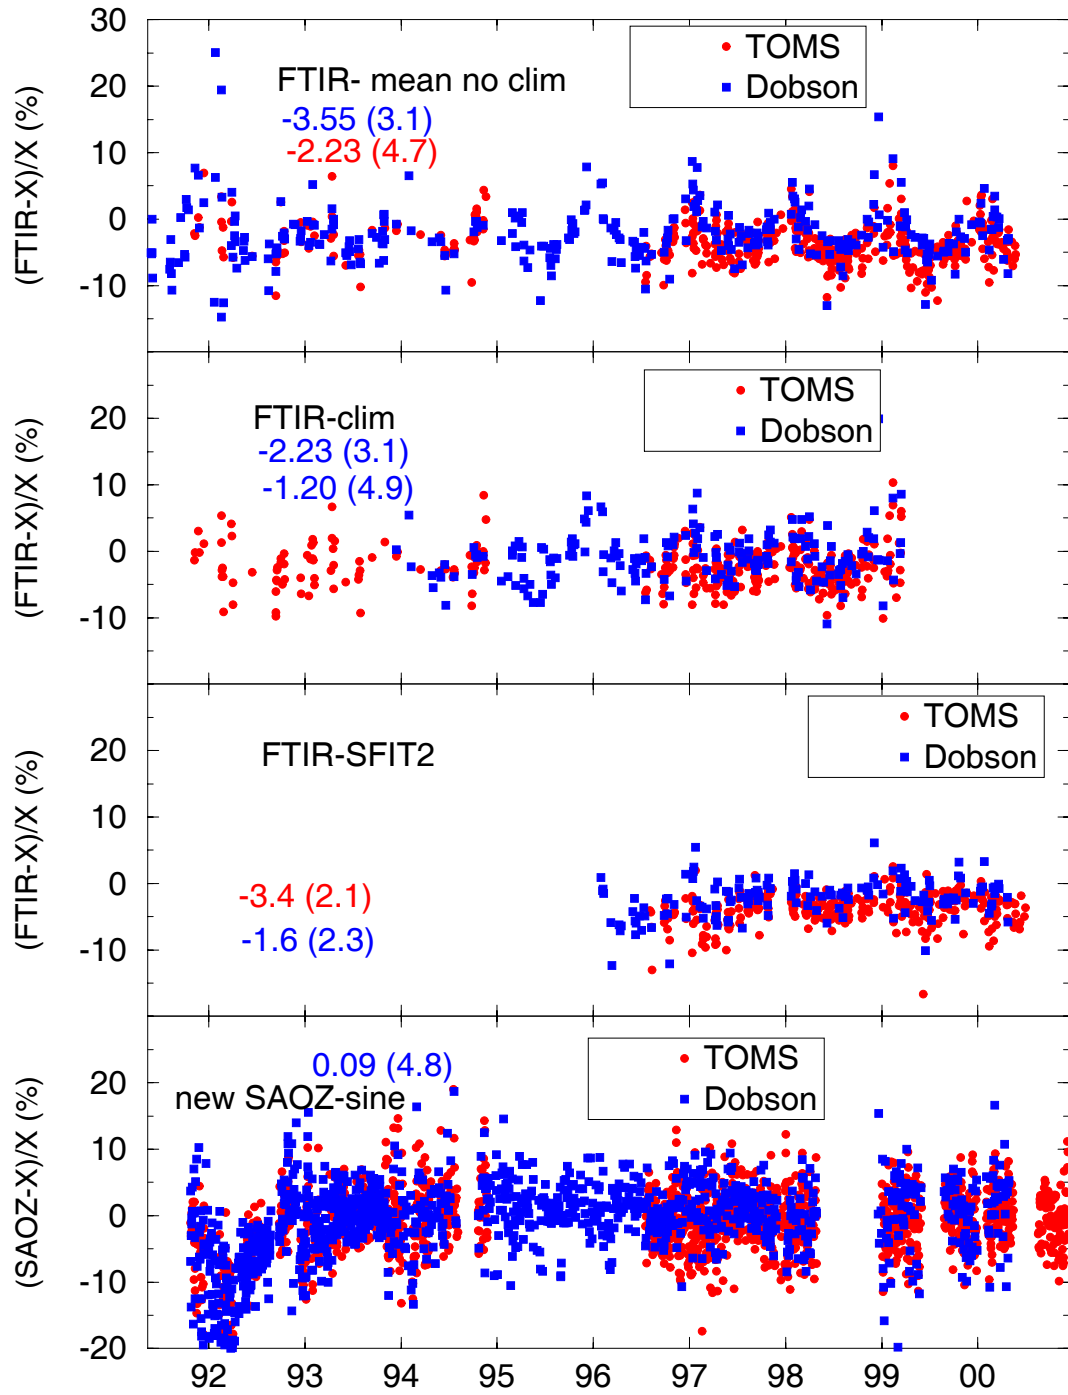 30
20
10
0
-10
(FTIR-X)/X (%)
FTIR- mean no clim
-3.55 (3.1)
-2.23 (4.7)
TOMS
Dobson
20
10
0
-10
(FTIR-X)/X (%)
FTIR-clim
-2.23 (3.1)
-1.20 (4.9)
TOMS
Dobson
20
10
0
-10
(FTIR-X)/X (%)
FTIR-SFIT2
-3.4 (2.1)
-1.6 (2.3)
TOMS
Dobson
20
10
0
-10
-20
(SAOZ-X)/X (%)
0.09 (4.8)
new SAOZ-sine
TOMS
Dobson
92 93 94 95 96 97 98 99 00